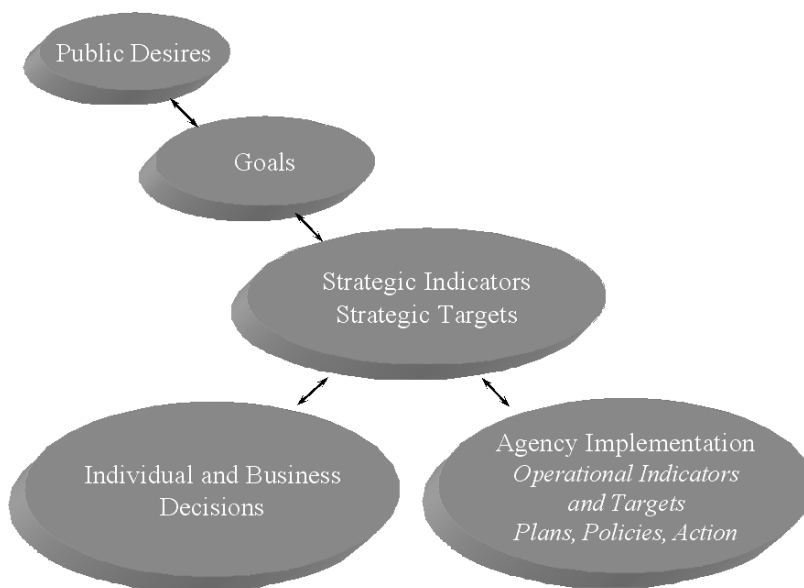 Public Desires
Goals
Strategic Indicators
Strategic Targets
Individual and Business
Decisions
Agency Implementation
Operational Indicators
and Targets
Plans, Policies, Action